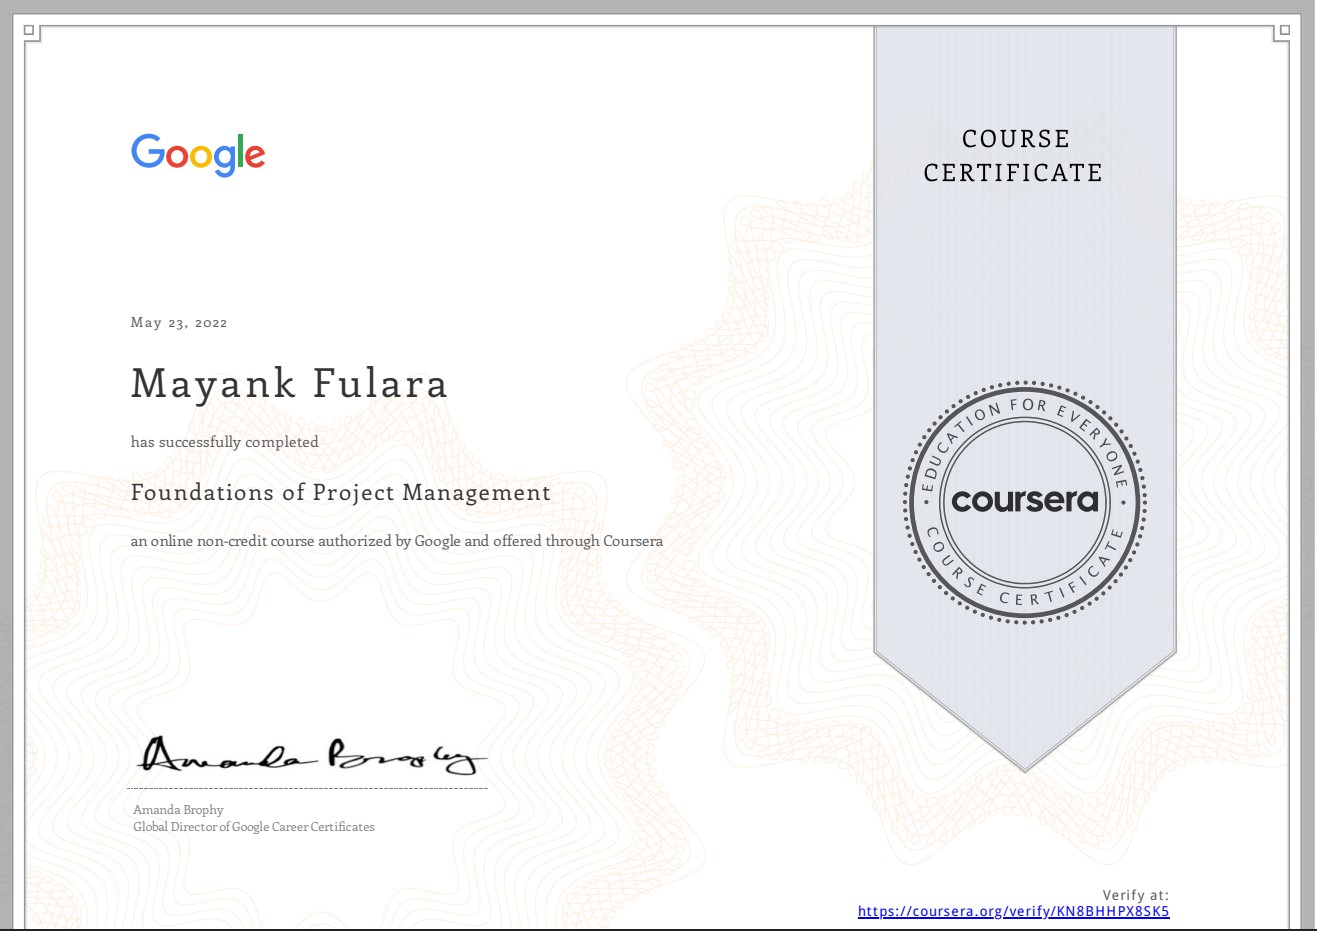 Google
COURSE
CERTIFICATE
May 23, 2022
Mayank Fulara
has successfully completed
Foundations of Project Management
an online non-credit course authorized by Google and offered through Coursera
EDUCATION FOR EVERYONE
coursera
COURSE CERTIFICATE
Amanda Brophy
Amanda Brophy
Global Director of Google Career Certificates
Verify at:
https://coursera.org/verify/KN8BHHPX8SK5